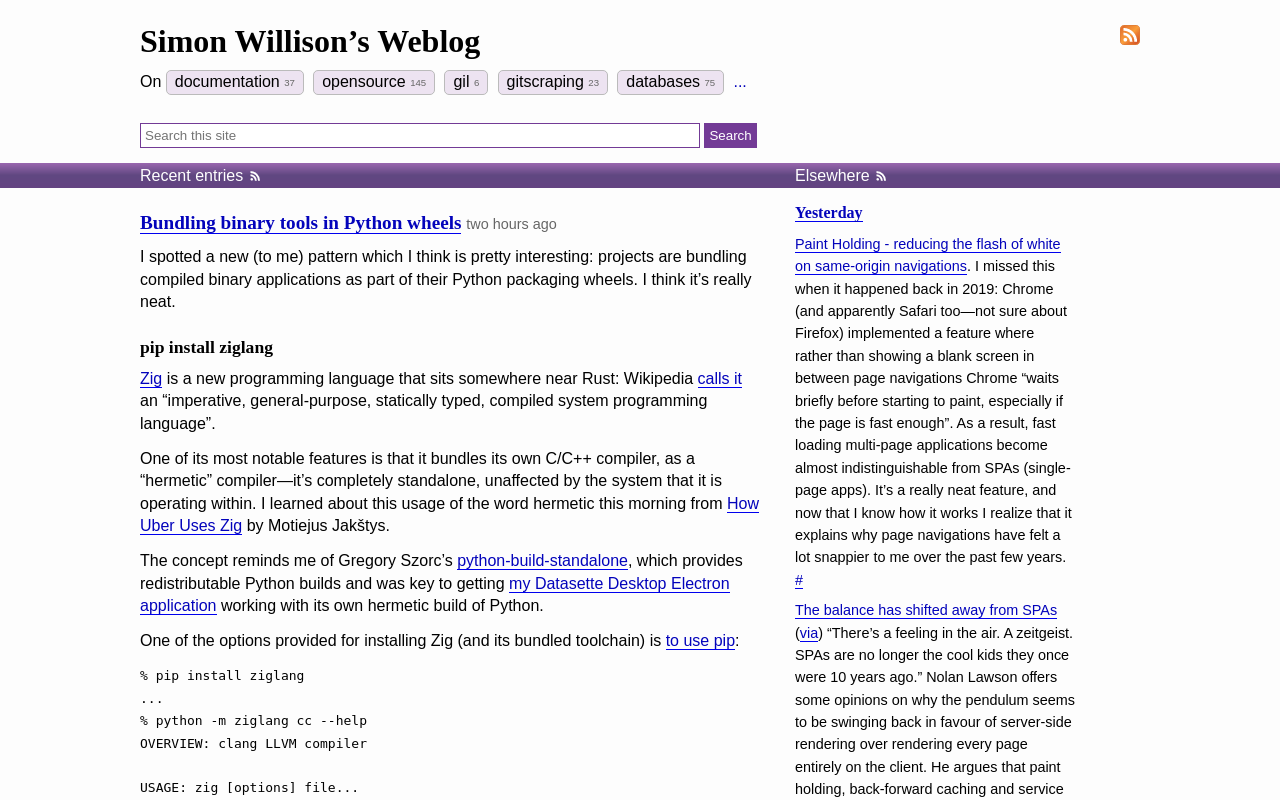 Simon Willison’s Weblog
On documentation 37 opensource 145 gil 6 gitscraping 23 databases 75 ...
Search this site Search
Recent entries
Bundling binary tools in Python wheels two hours ago
I spotted a new (to me) pattern which I think is pretty interesting: projects are bundling
compiled binary applications as part of their Python packaging wheels. I think it’s really
neat.
pip install ziglang
Zig is a new programming language that sits somewhere near Rust: Wikipedia calls it
an “imperative, general-purpose, statically typed, compiled system programming
language”.
One of its most notable features is that it bundles its own C/C++ compiler, as a
“hermetic” compiler—it’s completely standalone, unaffected by the system that it is
operating within. I learned about this usage of the word hermetic this morning from How
Uber Uses Zig by Motiejus Jakštys.
The concept reminds me of Gregory Szorc’s python-build-standalone, which provides
redistributable Python builds and was key to getting my Datasette Desktop Electron
application working with its own hermetic build of Python.
One of the options provided for installing Zig (and its bundled toolchain) is to use pip:
% pip install ziglang
...
% python -m ziglang cc --help
OVERVIEW: clang LLVM compiler
USAGE: zig [options] file...
Elsewhere
Yesterday
Paint Holding - reducing the flash of white
on same-origin navigations. I missed this
when it happened back in 2019: Chrome
(and apparently Safari too—not sure about
Firefox) implemented a feature where
rather than showing a blank screen in
between page navigations Chrome “waits
briefly before starting to paint, especially if
the page is fast enough”. As a result, fast
loading multi-page applications become
almost indistinguishable from SPAs (single-
page apps). It’s a really neat feature, and
now that I know how it works I realize that it
explains why page navigations have felt a
lot snappier to me over the past few years.
#
The balance has shifted away from SPAs
(via) “There’s a feeling in the air. A zeitgeist.
SPAs are no longer the cool kids they once
were 10 years ago.” Nolan Lawson offers
some opinions on why the pendulum seems
to be swinging back in favour of server-side
rendering over rendering every page
entirely on the client. He argues that paint
holding, back-forward caching and service